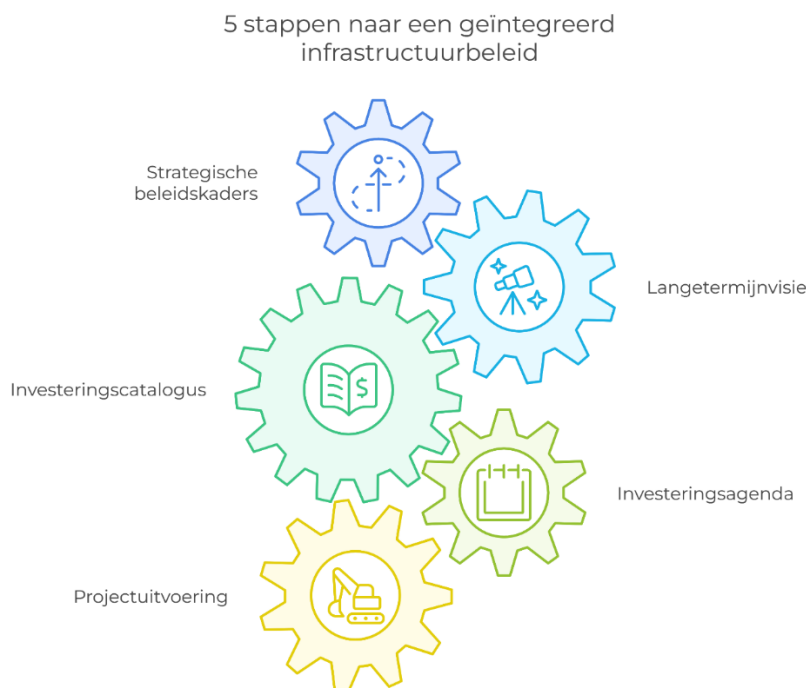 5 stappen naar een geïntegreerd
infrastructuurbeleid
Strategische
beleidskaders
Langetermijnvisie
Investeringscatalogus
$
Investeringsagenda
Projectuitvoering